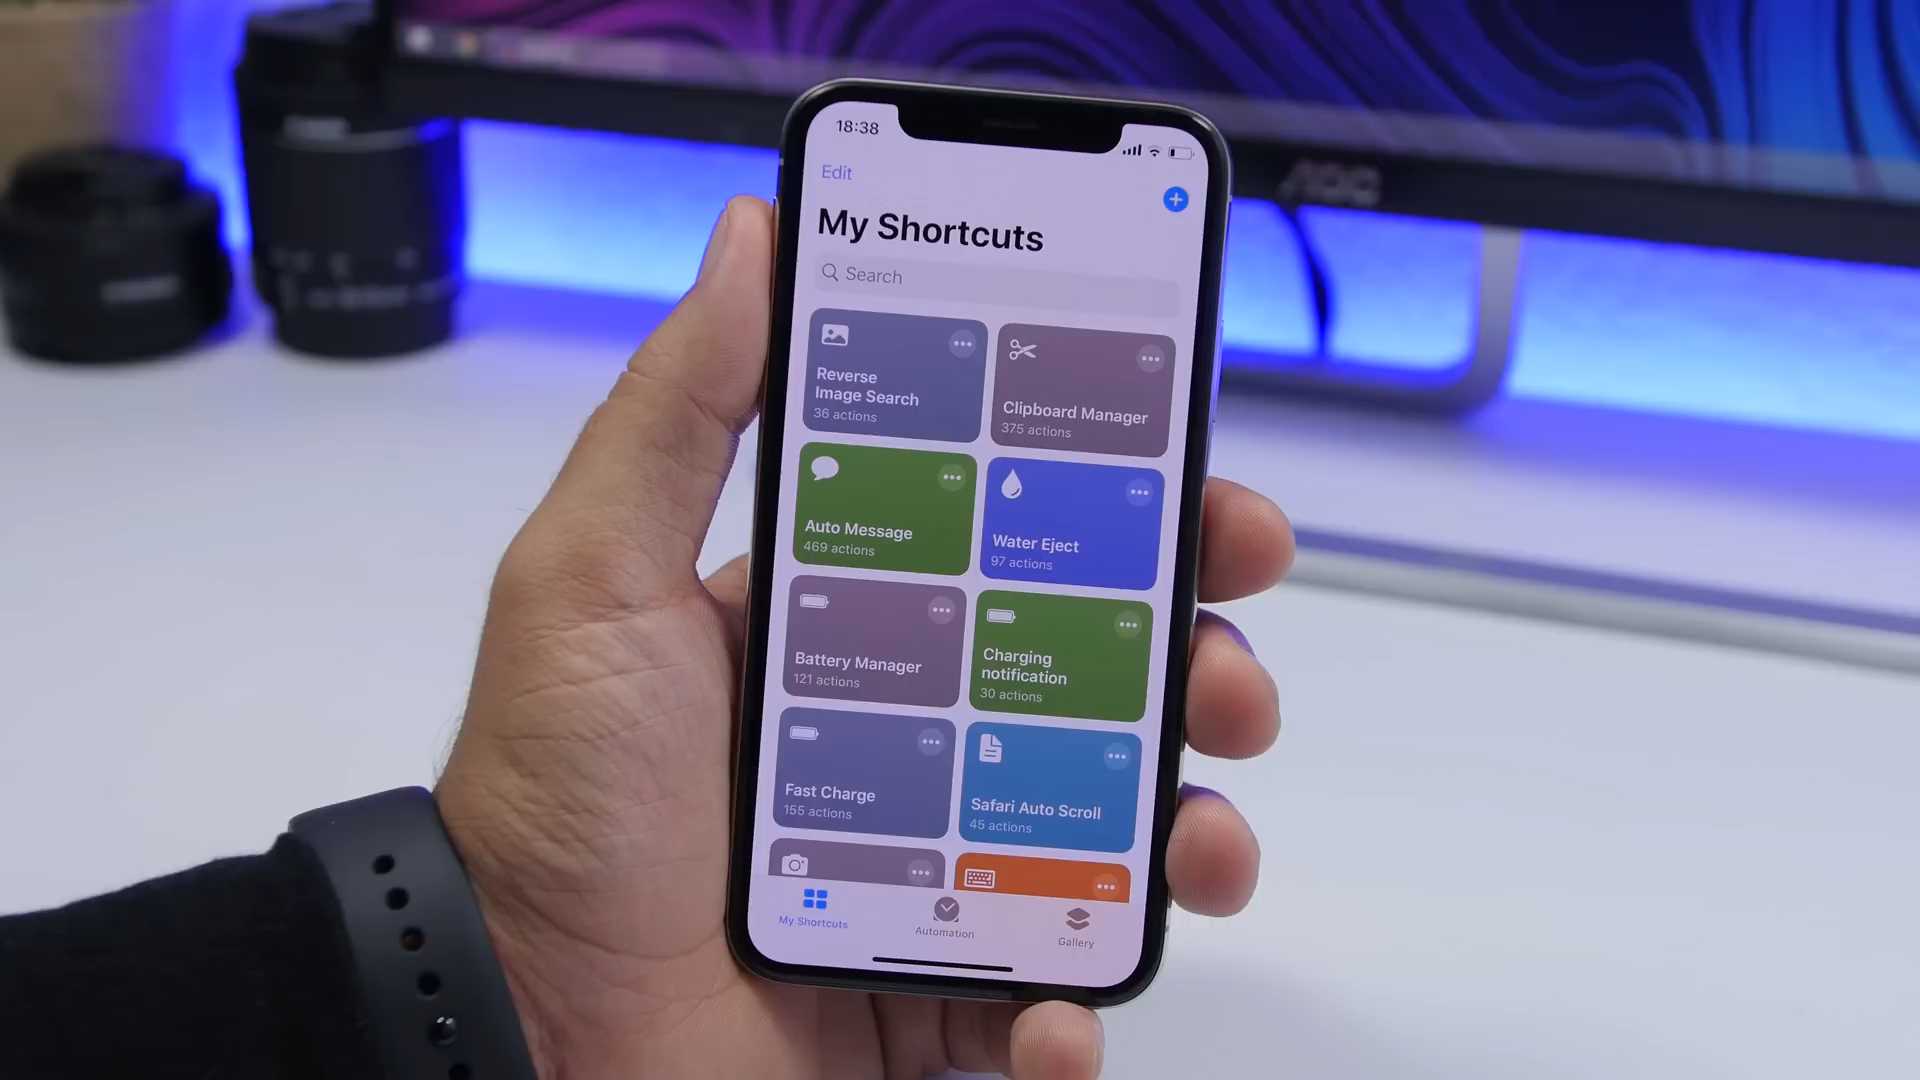 18:38
Edit
My Shortcuts
Search
Reverse
Image Search
36 actions
Clipboard Manager
375 actions
Auto Message
469 actions
Water Eject
97 actions
Battery Manager
121 actions
Charging
notification
30 actions
Fast Charge
155 actions
Safari Auto Scroll
45 actions
My Shortcuts
Automation
Gallery
AOC